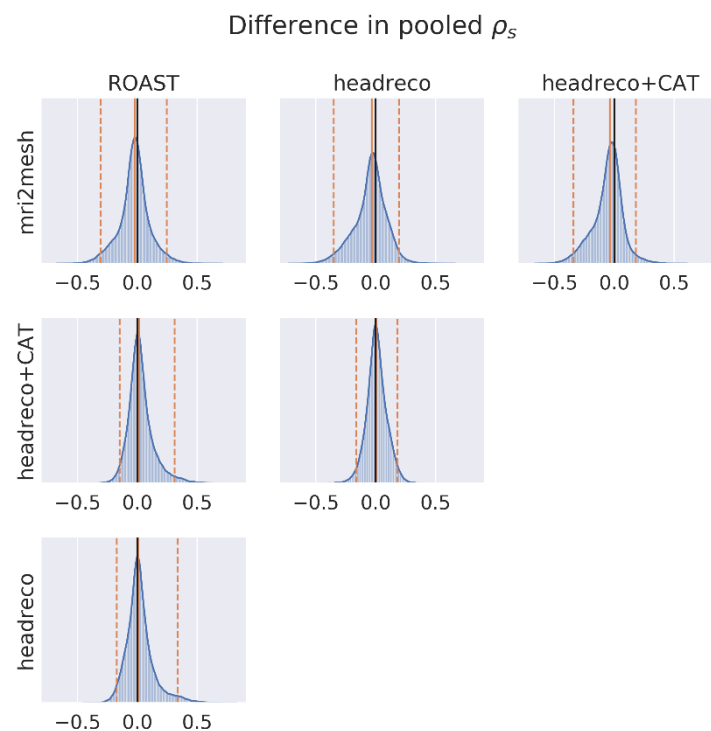 Difference in pooled ρs
ROAST headreco headreco+CAT
mri2mesh
−0.5 0.0 0.5 −0.5 0.0 0.5 −0.5 0.0 0.5
headreco+CAT
−0.5 0.0 0.5 −0.5 0.0 0.5
headreco
−0.5 0.0 0.5